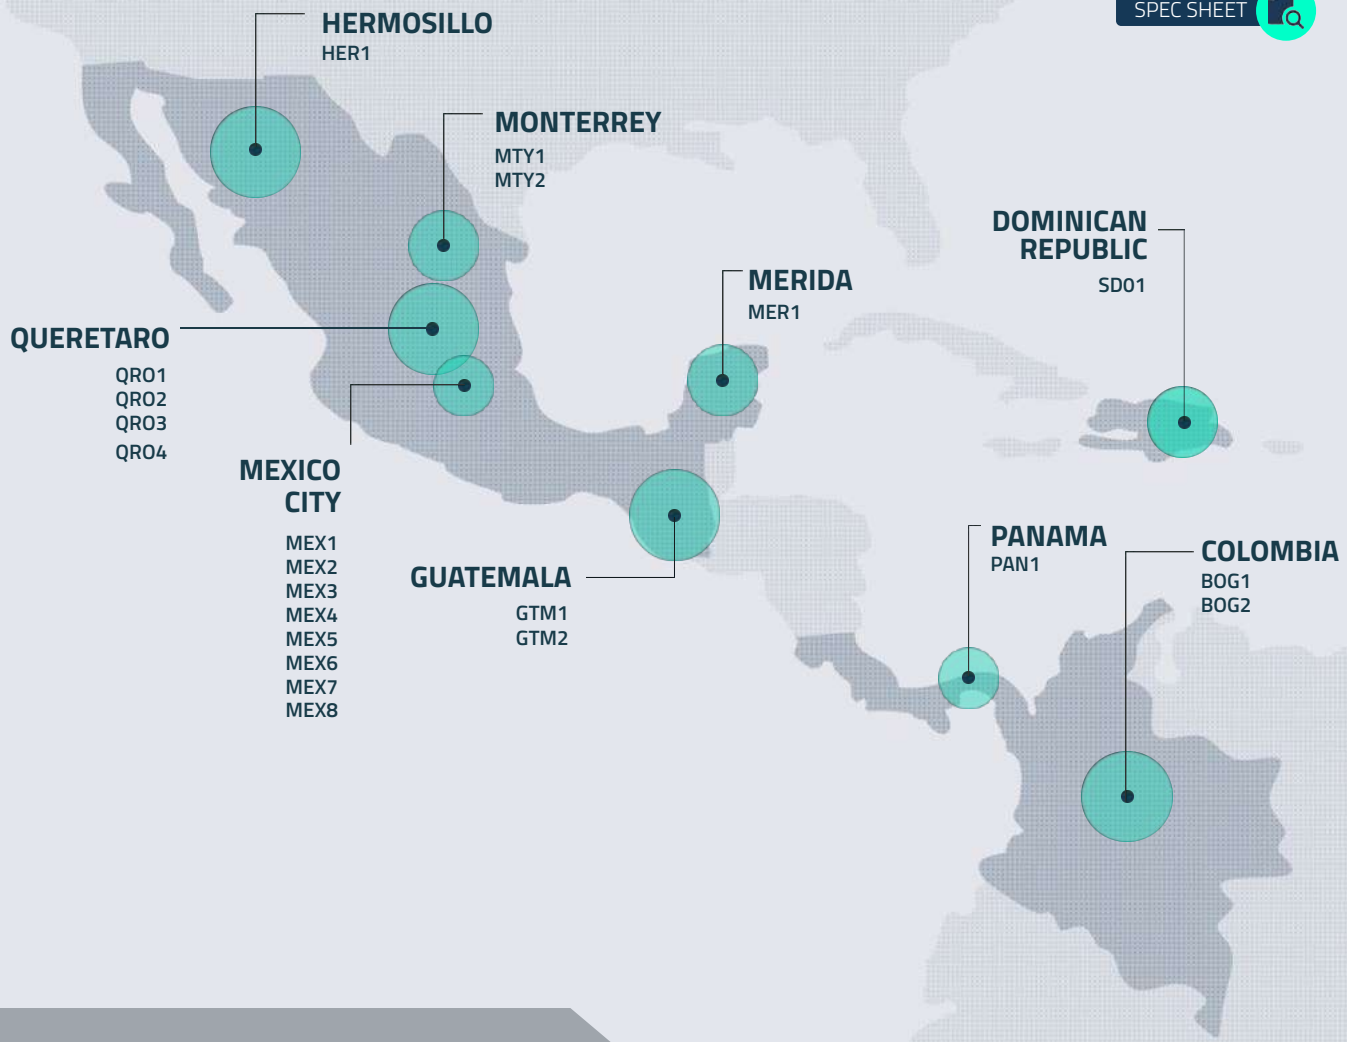 SPEC SHEET
HERMOSILLO
HER1
MONTERREY
MTY1
MTY2
DOMINICAN
REPUBLIC
SD01
MERIDA
MER1
QUERETARO
QRO1
QRO2
QRO3
QRO4
MEXICO
CITY
MEX1
MEX2
MEX3
MEX4
MEX5
MEX6
MEX7
MEX8
GUATEMALA
GTM1
GTM2
PANAMA
PAN1
COLOMBIA
BOG1
BOG2